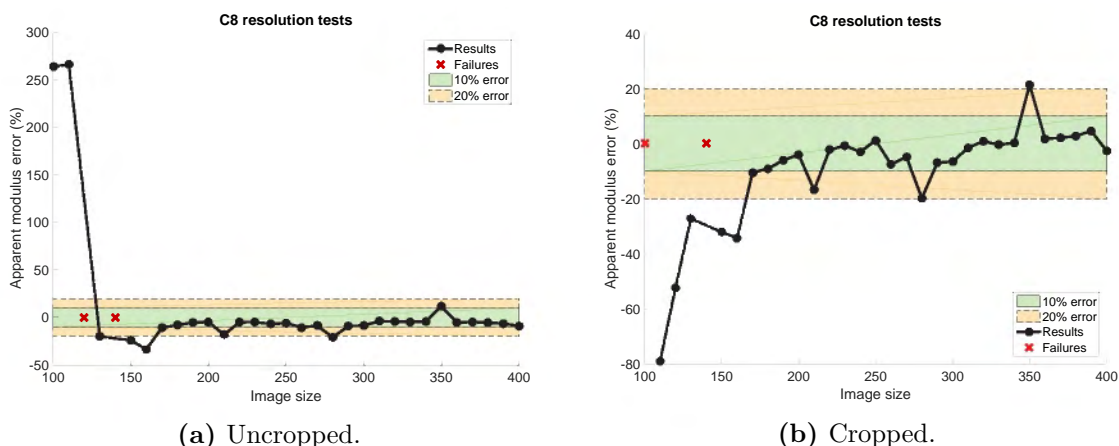 C8 resolution tests
300
250
200
150
100
50
0
-50
Apparent modulus error (%)
100
150
200
250
300
350
400
Image size
Results
Failures
10% error
20% error
(a) Uncropped.
C8 resolution tests
40
20
0
-20
-40
-60
-80
Apparent modulus error (%)
100
150
200
250
300
350
400
Image size
10% error
20% error
Results
Failures
(b) Cropped.